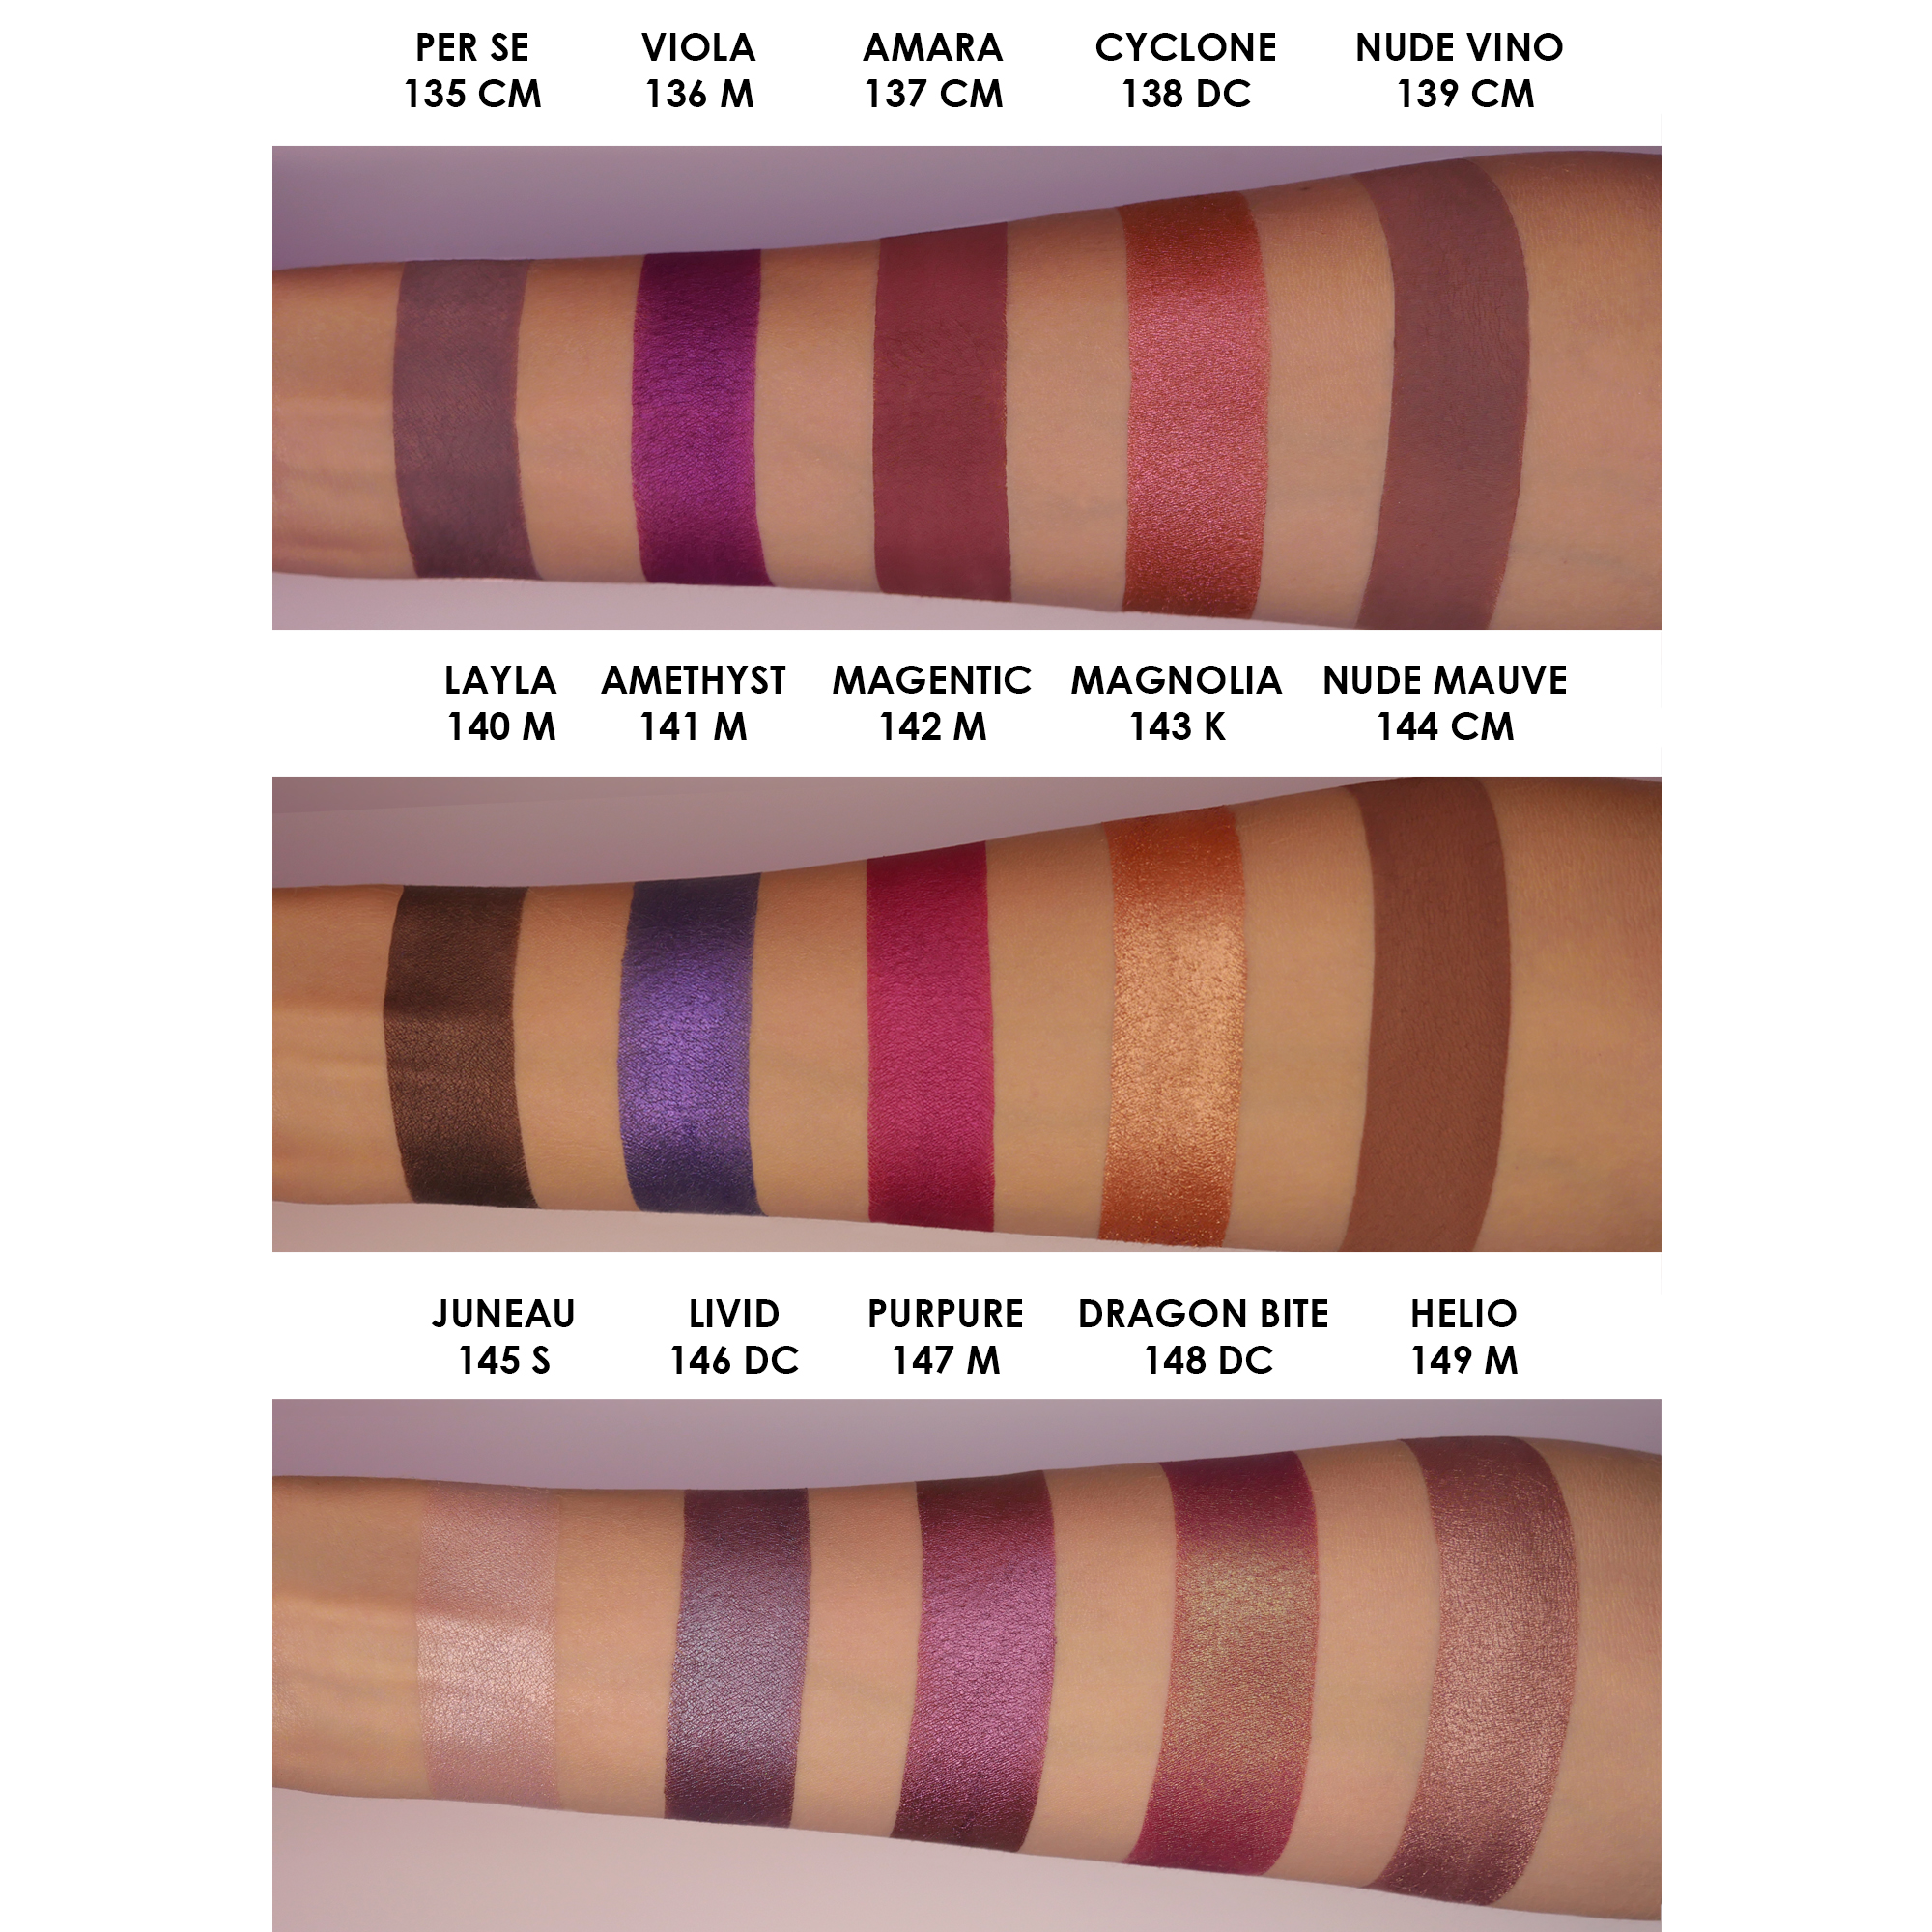 PER SE VIOLA AMARA CYCLONE NUDE VINO
135 CM 136 M 137 CM 138 DC 139 CM
LAYLA AMETHYST MAGENTIC MAGNOLIA NUDE MAUVE
140 M 141 M 142 M 143 K 144 CM
JUNEAU LIVID PURPURE DRAGON BITE HELIO
145 S 146 DC 147 M 148 DC 149 M